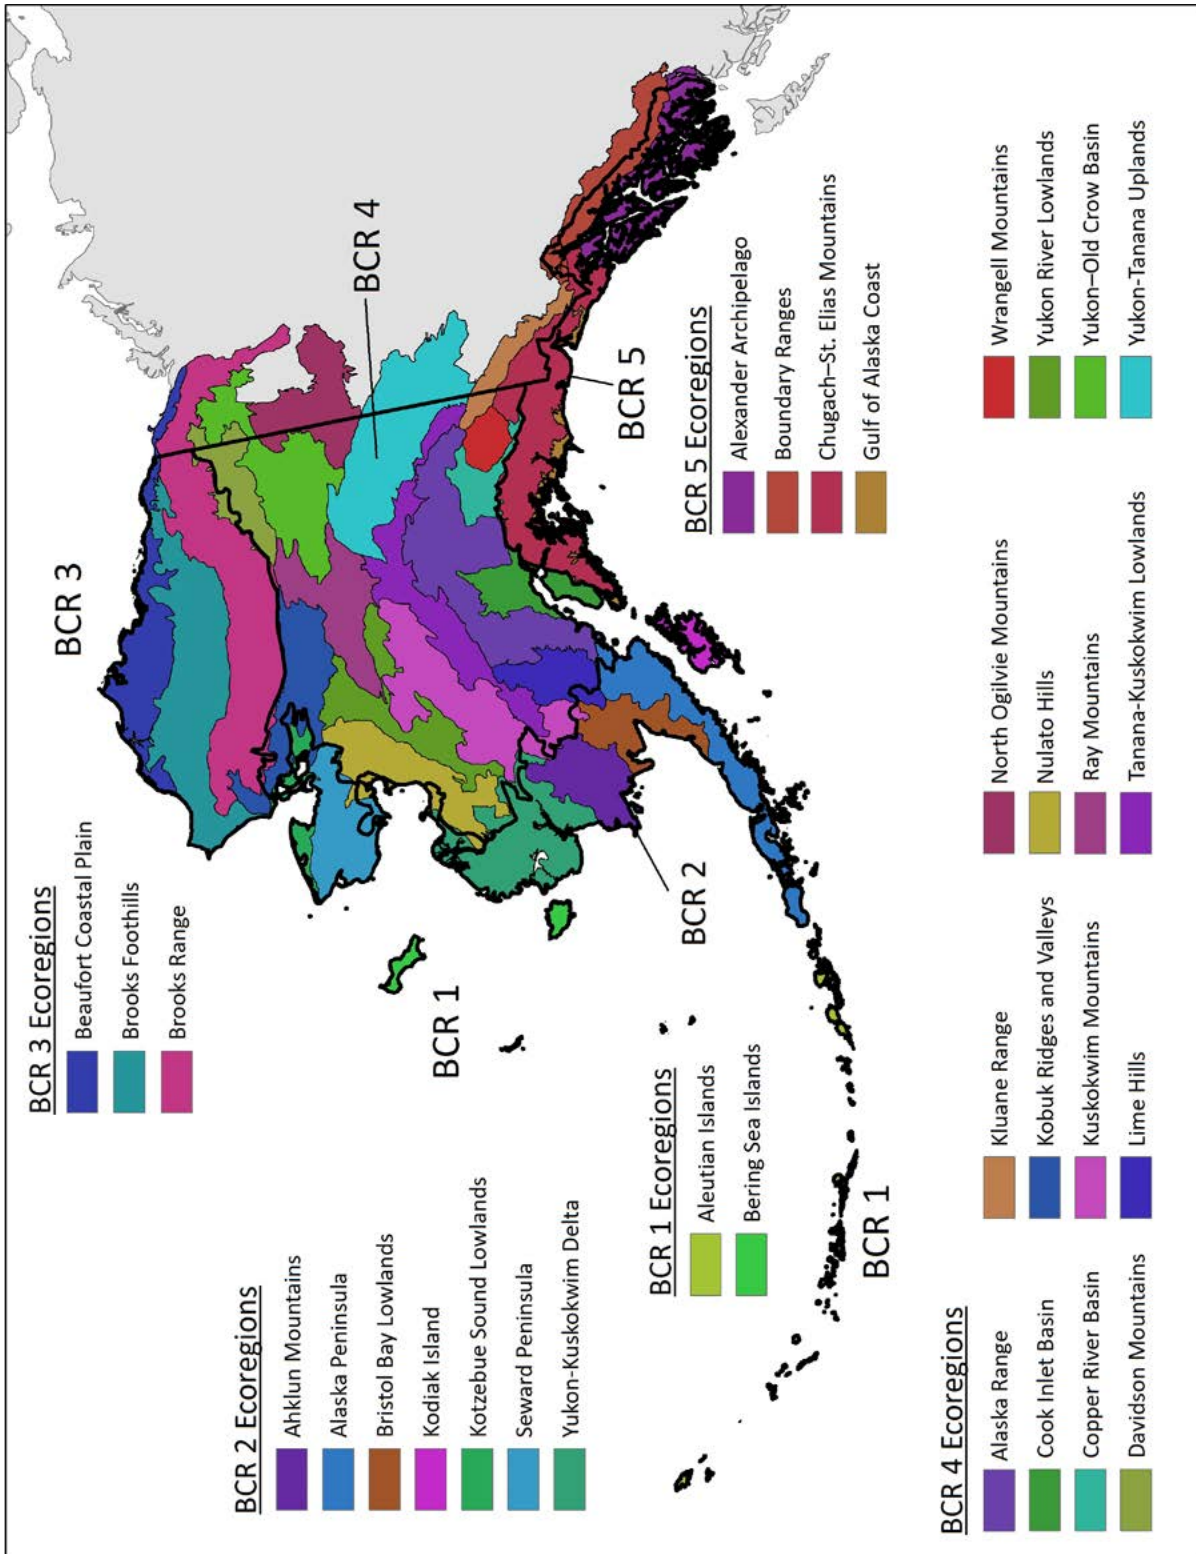 BCR 3 Ecoregions
Beaufort Coastal Plain
Brooks Foothills
Brooks Range
BCR 3
BCR 4
BCR 2 Ecoregions
Ahklun Mountains
Alaska Peninsula
Bristol Bay Lowlands
Kodiak Island
Kotzebue Sound Lowlands
Seward Peninsula
Yukon-Kuskokwim Delta
BCR 1
BCR 2
BCR 5
BCR 5 Ecoregions
Alexander Archipelago
Boundary Ranges
Chugach–St. Elias Mountains
Gulf of Alaska Coast
BCR 1 Ecoregions
Aleutian Islands
Bering Sea Islands
BCR 1
BCR 4 Ecoregions
Alaska Range
Cook Inlet Basin
Copper River Basin
Davidson Mountains
Kluane Range
Kobuk Ridges and Valleys
Kuskokwim Mountains
Lime Hills
North Ogilvie Mountains
Nulato Hills
Ray Mountains
Tanana-Kuskokwim Lowlands
Wrangell Mountains
Yukon River Lowlands
Yukon–Old Crow Basin
Yukon-Tanana Uplands